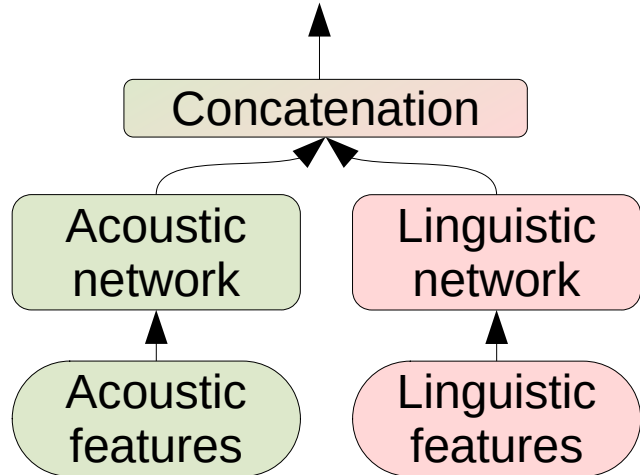 Concatenation
Acoustic
network
Linguistic
network
Acoustic
features
Linguistic
features